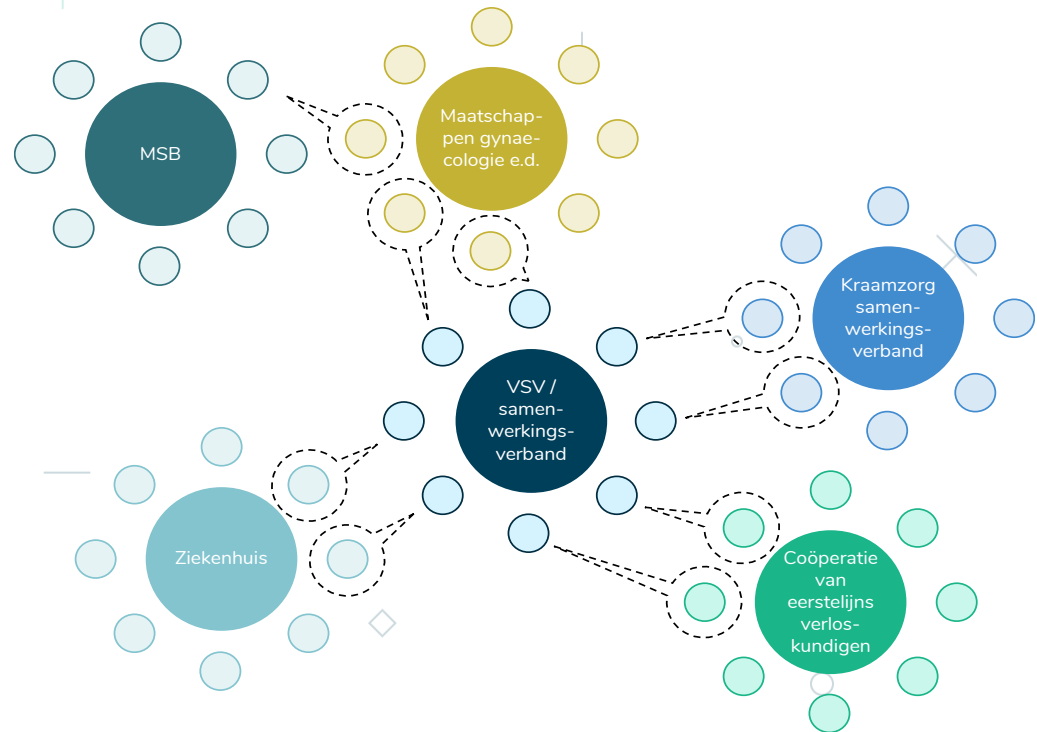 MSB
Maatschap-
pen gynae-
cologie e.d.
Kraamzorg
samen-
werkings-
verband
VSV /
samen-
werkings-
verband
Ziekenhuis
Coöperatie
van
eerstelijns
verlos-
kundigen